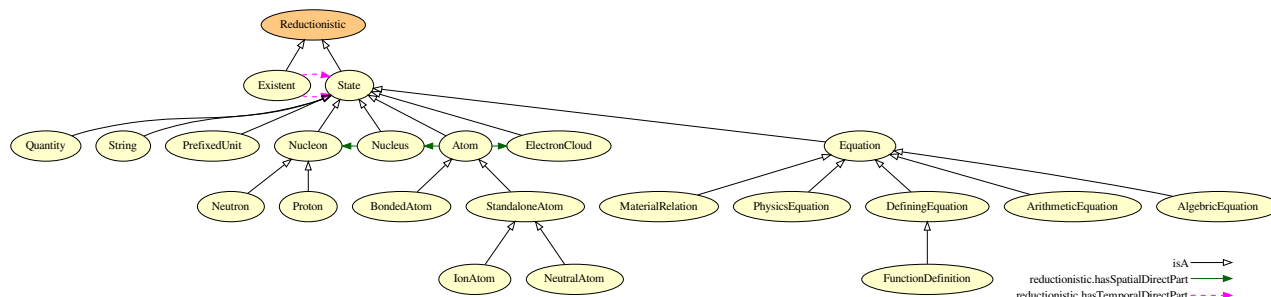 Reductionistic
Existent
State
Quantity
String
PrefixedUnit
Nucleon
Nucleus
Atom
ElectronCloud
Equation
Neutron
Proton
BondedAtom
StandaloneAtom
MaterialRelation
PhysicsEquation
DefiningEquation
ArithmeticEquation
AlgebricEquation
IonAtom
NeutralAtom
FunctionDefinition
isA
reductionistic.hasSpatialDirectPart
reductionistic.hasTemporalDirectPart